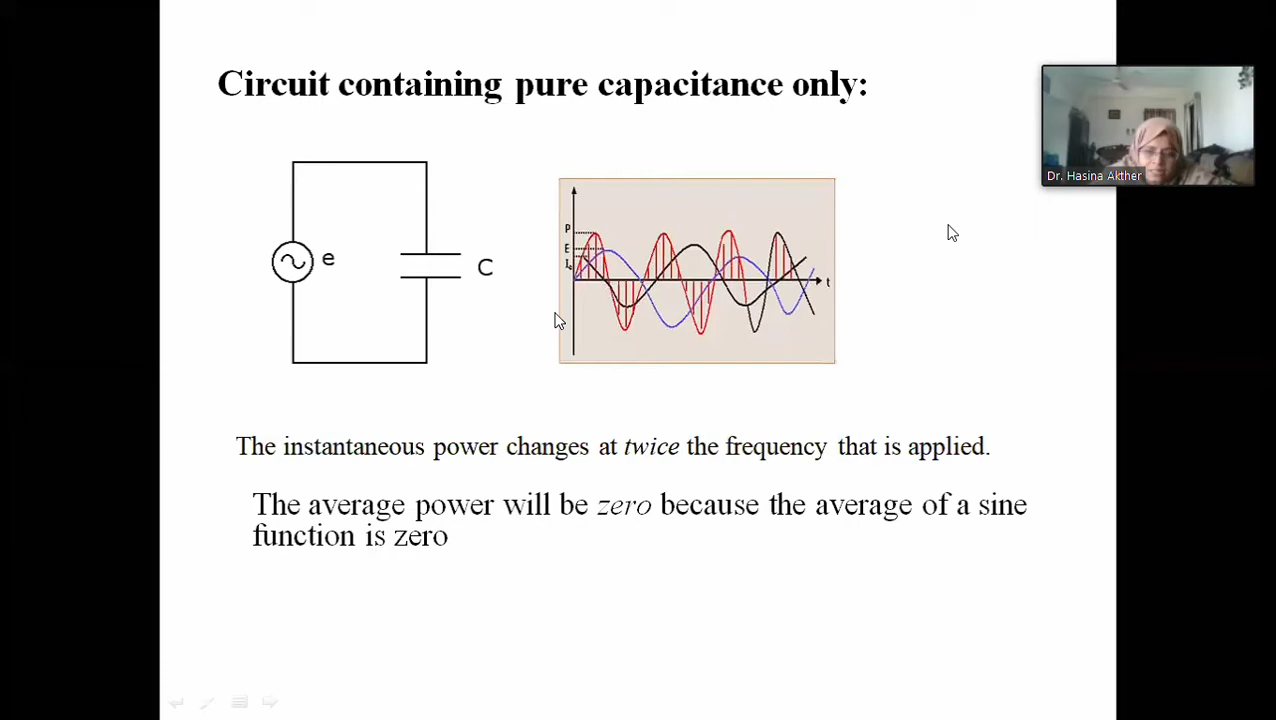 Circuit containing pure capacitance only:
Dr. Hasina Akther
e
C
P
E
t
The instantaneous power changes at twice the frequency that is applied.
The average power will be zero because the average of a sine
function is zero